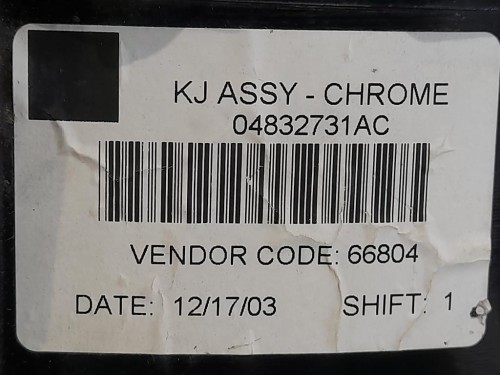 KJ ASSY - CHROME
04832731AC
VENDOR CODE: 66804
DATE: 12/17/03 SHIFT: 1